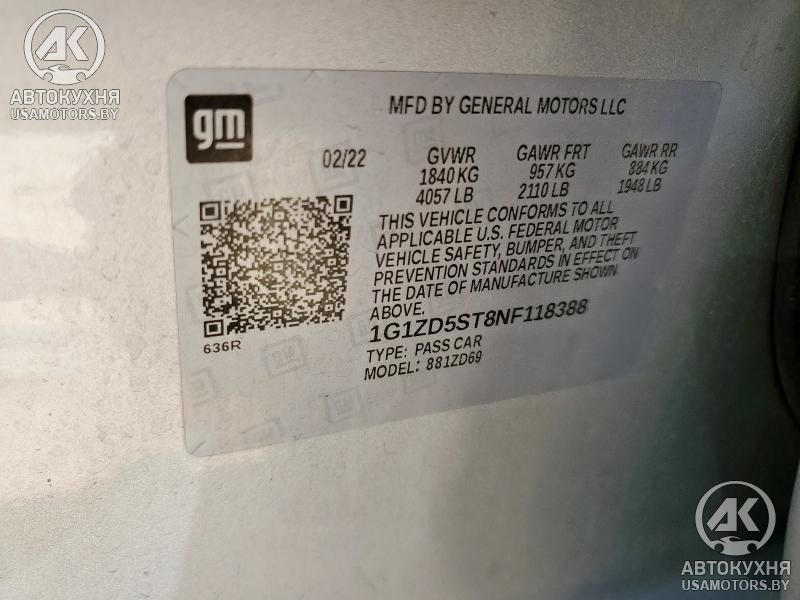 AK
АВТОКУХНЯ
USAMOTORS.BY
gm
MFD BY GENERAL MOTORS LLC
02/22 GVWR GAWR FRT GAWR RR
1840 KG 957 KG 884 KG
4057 LB 2110 LB 1948 LB
THIS VEHICLE CONFORMS TO ALL
APPLICABLE U.S. FEDERAL MOTOR
VEHICLE SAFETY, BUMPER, AND THEFT
PREVENTION STANDARDS IN EFFECT ON
THE DATE OF MANUFACTURE SHOWN
ABOVE.
636R
1G1ZD5ST8NF118388
TYPE: PASS CAR
MODEL: 881ZD69
AK
АВТОКУХНЯ
USAMOTORS.BY